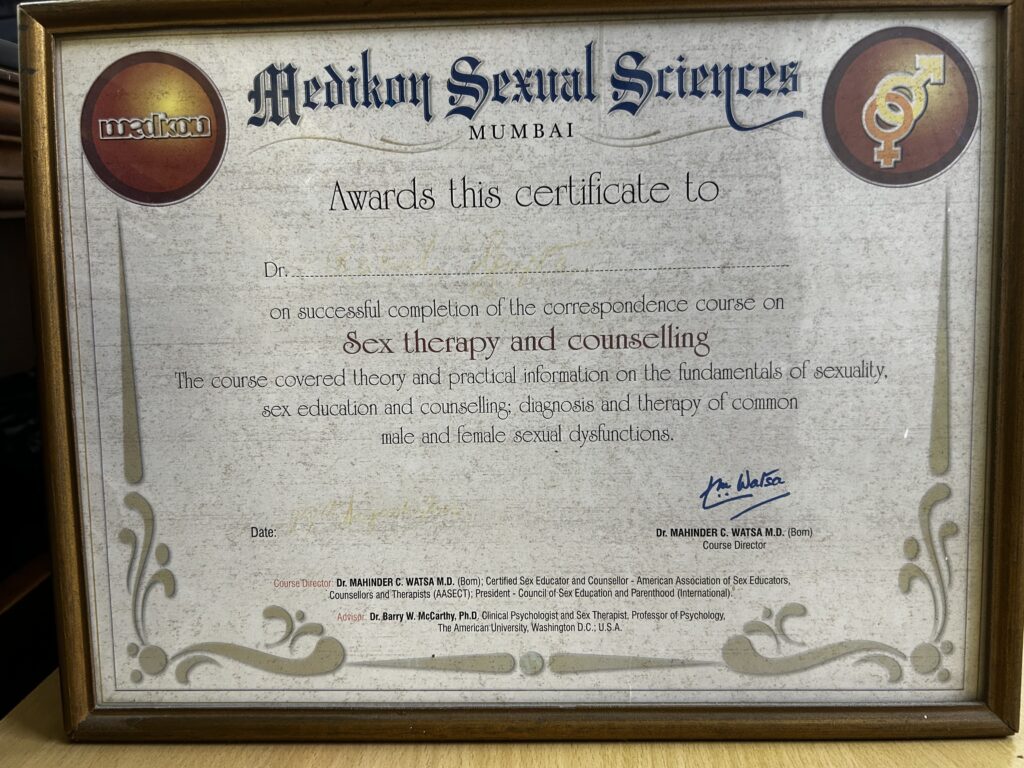 medikon
Medikon Sexual Sciences
MUMBAI
Awards this certificate to
Dr.
on successful completion of the correspondence course on
Sex therapy and counselling
The course covered theory and practical information on the fundamentals of sexuality,
sex education and counselling; diagnosis and therapy of common
male and female sexual dysfunctions.
Date:
Watsa
Dr. MAHINDER C. WATSA M.D. (Bom)
Course Director
Course Director: Dr. MAHINDER C. WATSA M.D. (Bom); Certified Sex Educator and Counsellor - American Association of Sex Educators,
Counsellors and Therapists (AASECT); President - Council of Sex Education and Parenthood (International).
Advisor: Dr. Barry W. McCarthy, Ph.D, Clinical Psychologist and Sex Therapist, Professor of Psychology,
The American University, Washington D.C.; U.S.A.